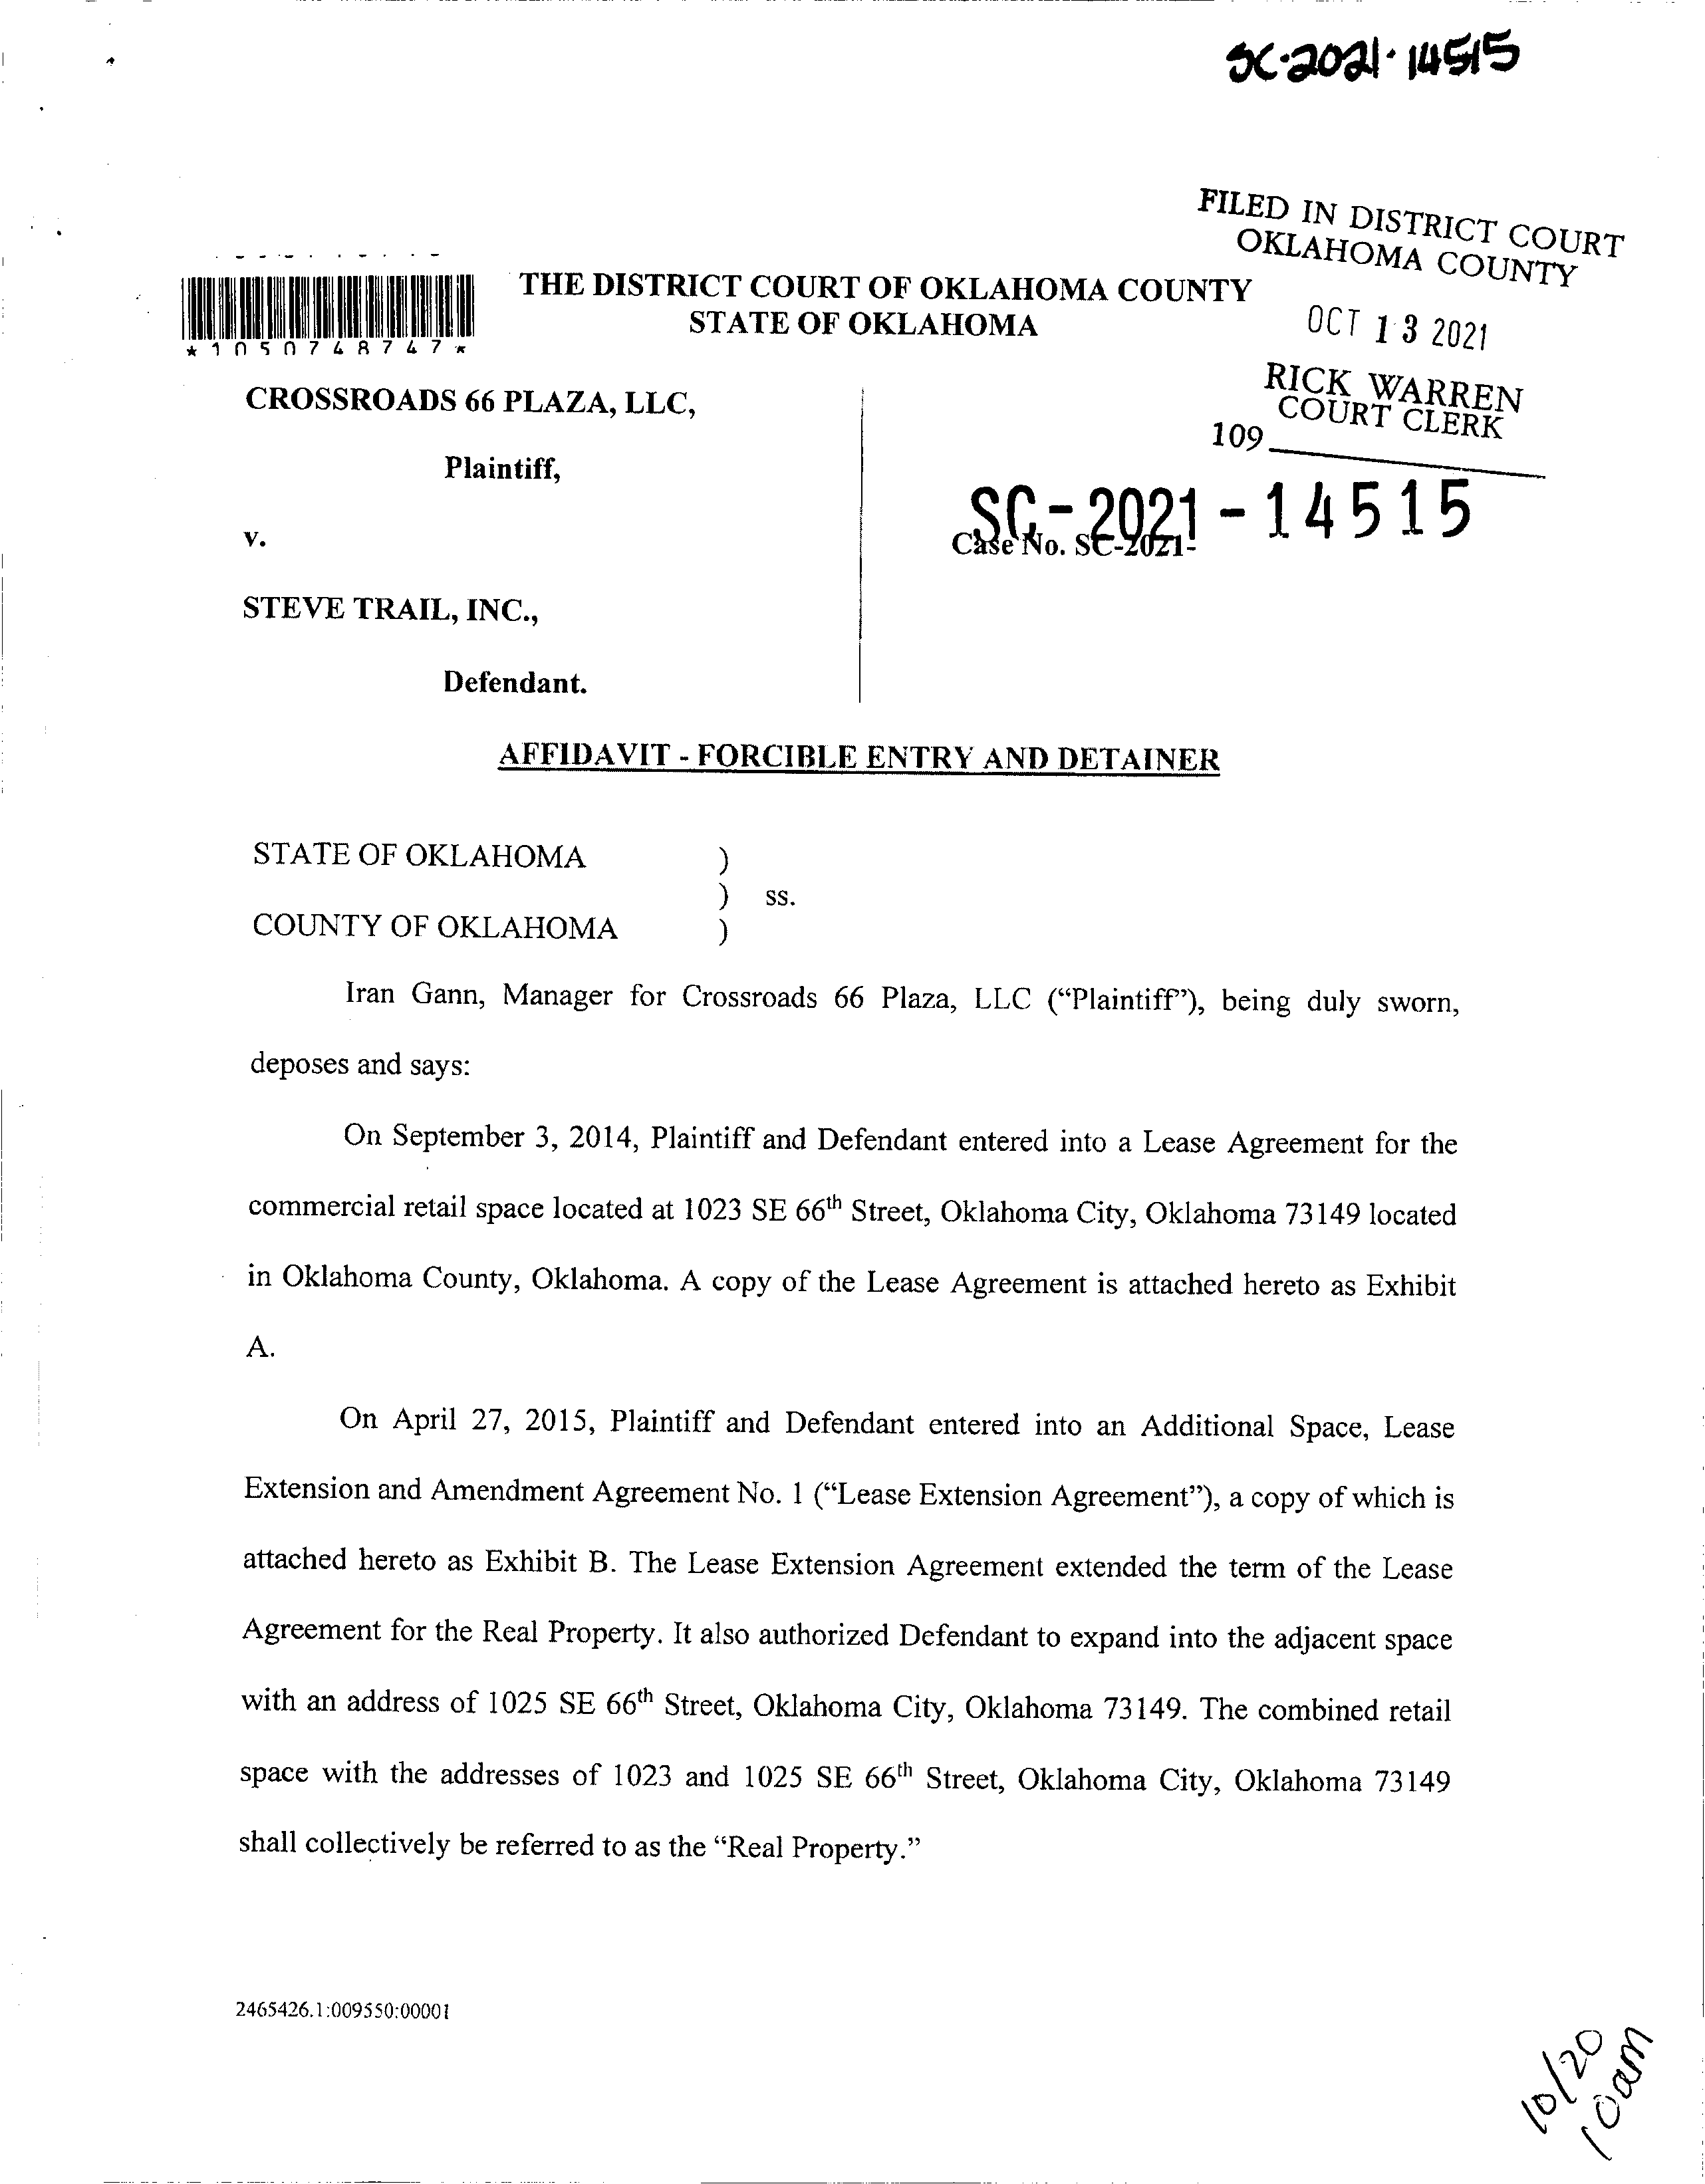 SC-2021-14515
FILED IN DISTRICT COURT
OKLAHOMA COUNTY
THE DISTRICT COURT OF OKLAHOMA COUNTY
STATE OF OKLAHOMA
OCT 13 2021
*1050748747*
RICK WARREN
COURT CLERK
109
CROSSROADS 66 PLAZA, LLC,
Plaintiff,
SC-2021-14515
v.
Case No. SC-2021-
STEVE TRAIL, INC.,
Defendant.
AFFIDAVIT - FORCIBLE ENTRY AND DETAINER
STATE OF OKLAHOMA )
) ss.
COUNTY OF OKLAHOMA )
Iran Gann, Manager for Crossroads 66 Plaza, LLC (“Plaintiff”), being duly sworn,
deposes and says:
On September 3, 2014, Plaintiff and Defendant entered into a Lease Agreement for the
commercial retail space located at 1023 SE 66th Street, Oklahoma City, Oklahoma 73149 located
in Oklahoma County, Oklahoma. A copy of the Lease Agreement is attached hereto as Exhibit
A.
On April 27, 2015, Plaintiff and Defendant entered into an Additional Space, Lease
Extension and Amendment Agreement No. 1 (“Lease Extension Agreement”), a copy of which is
attached hereto as Exhibit B. The Lease Extension Agreement extended the term of the Lease
Agreement for the Real Property. It also authorized Defendant to expand into the adjacent space
with an address of 1025 SE 66th Street, Oklahoma City, Oklahoma 73149. The combined retail
space with the addresses of 1023 and 1025 SE 66th Street, Oklahoma City, Oklahoma 73149
shall collectively be referred to as the “Real Property.”
2465426.1:009550:00001
10/20
10am